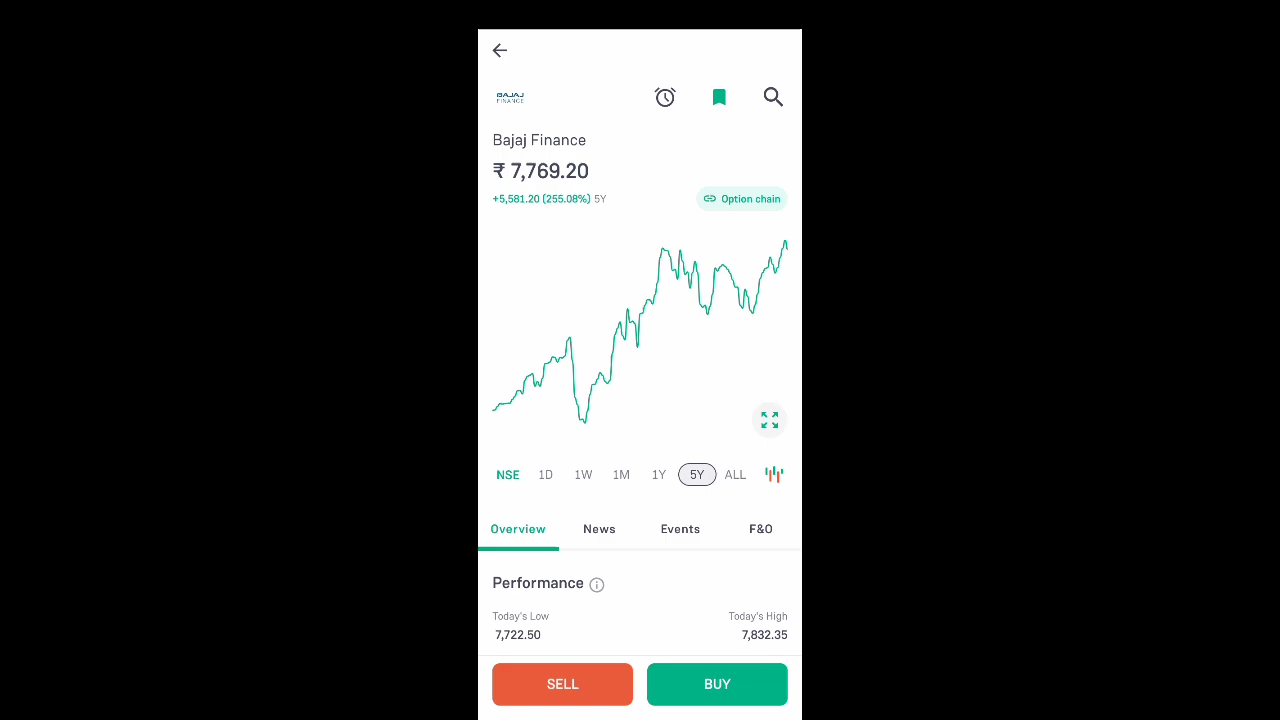 BAJAJ
FINANCE
Bajaj Finance
₹ 7,769.20
+5,581.20 (255.08%) 5Y
Option chain
NSE 1D 1W 1M 1Y 5Y ALL
Overview News Events F&O
Performance
Today's Low Today's High
7,722.50 7,832.35
SELL BUY